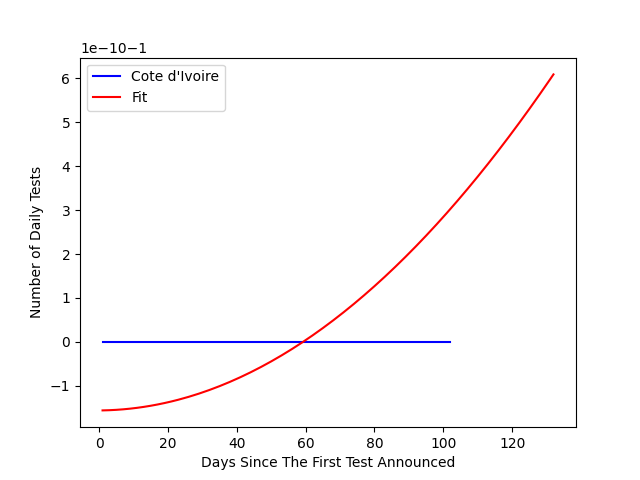 1e−10−1
Cote d'Ivoire
Fit
6
5
4
3
2
1
0
−1
Number of Daily Tests
0 20 40 60 80 100 120
Days Since The First Test Announced